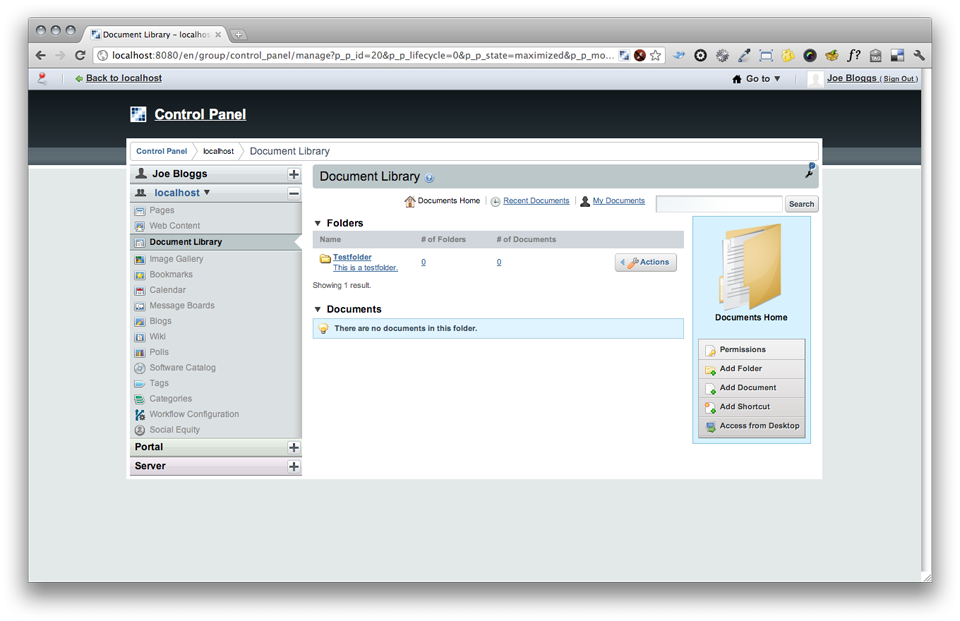 Document Library – localhos
localhost:8080/en/group/control_panel/manage?p_p_id=20&p_p_lifecycle=0&p_p_state=maximized&p_p_mo...
f?
Back to localhost
Go to ▼
Joe Bloggs (Sign Out)
Control Panel
Control Panel
localhost
Document Library
Joe Bloggs
localhost ▼
Pages
Web Content
Document Library
Image Gallery
Bookmarks
Calendar
Message Boards
Blogs
Wiki
Polls
Software Catalog
Tags
Categories
Workflow Configuration
Social Equity
Portal
Server
Document Library
Documents Home
Recent Documents
My Documents
Search
Folders
Name # of Folders # of Documents
Testfolder 0 0 Actions
This is a testfolder.
Showing 1 result.
Documents
There are no documents in this folder.
Documents Home
Permissions
Add Folder
Add Document
Add Shortcut
Access from Desktop